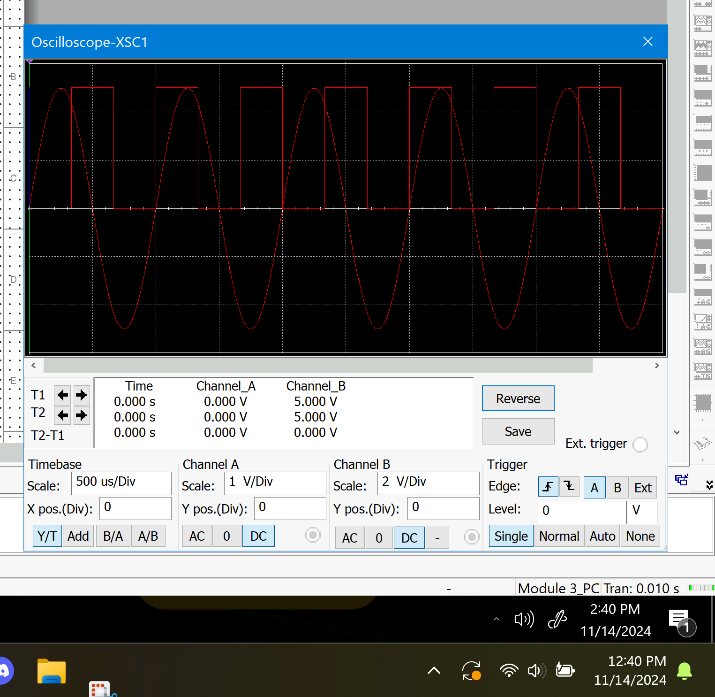 Oscilloscope-XSC1
B
C
D
E
Time Channel_A Channel_B
T1 0.000 s 0.000 V 5.000 V
T2 0.000 s 0.000 V 5.000 V
T2-T1 0.000 s 0.000 V 0.000 V
Reverse
Save
Ext. trigger
Timebase Channel A Channel B Trigger
Scale: 500 us/Div Scale: 1 V/Div Scale: 2 V/Div Edge: A B Ext
X pos.(Div): 0 Y pos.(Div): 0 Y pos.(Div): 0 Level: 0 V
Y/T Add B/A A/B AC 0 DC AC 0 DC - Single Normal Auto None
- Module 3_PC Tran: 0.010 s
2:40 PM
11/14/2024 1
12:40 PM
11/14/2024